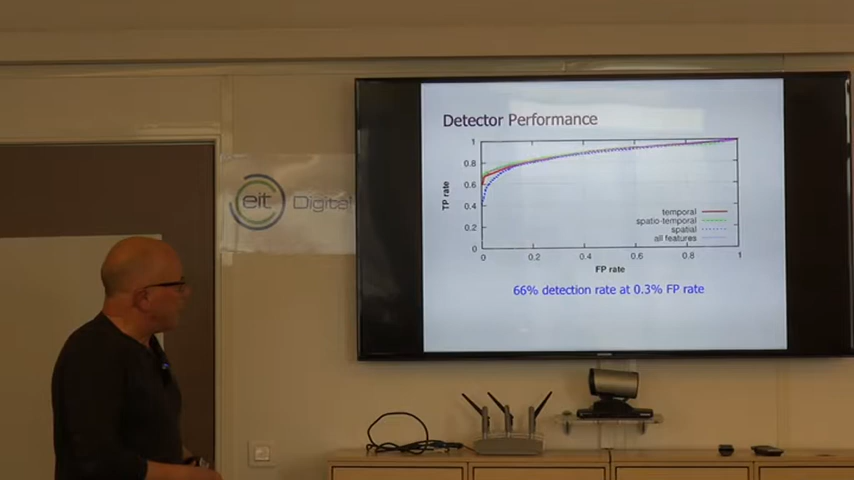 eit Digital
Detector Performance
1
0.8
0.6
0.4
0.2
0
TP rate
temporal
spatio-temporal
spatial
all features
0 0.2 0.4 0.6 0.8 1
FP rate
66% detection rate at 0.3% FP rate